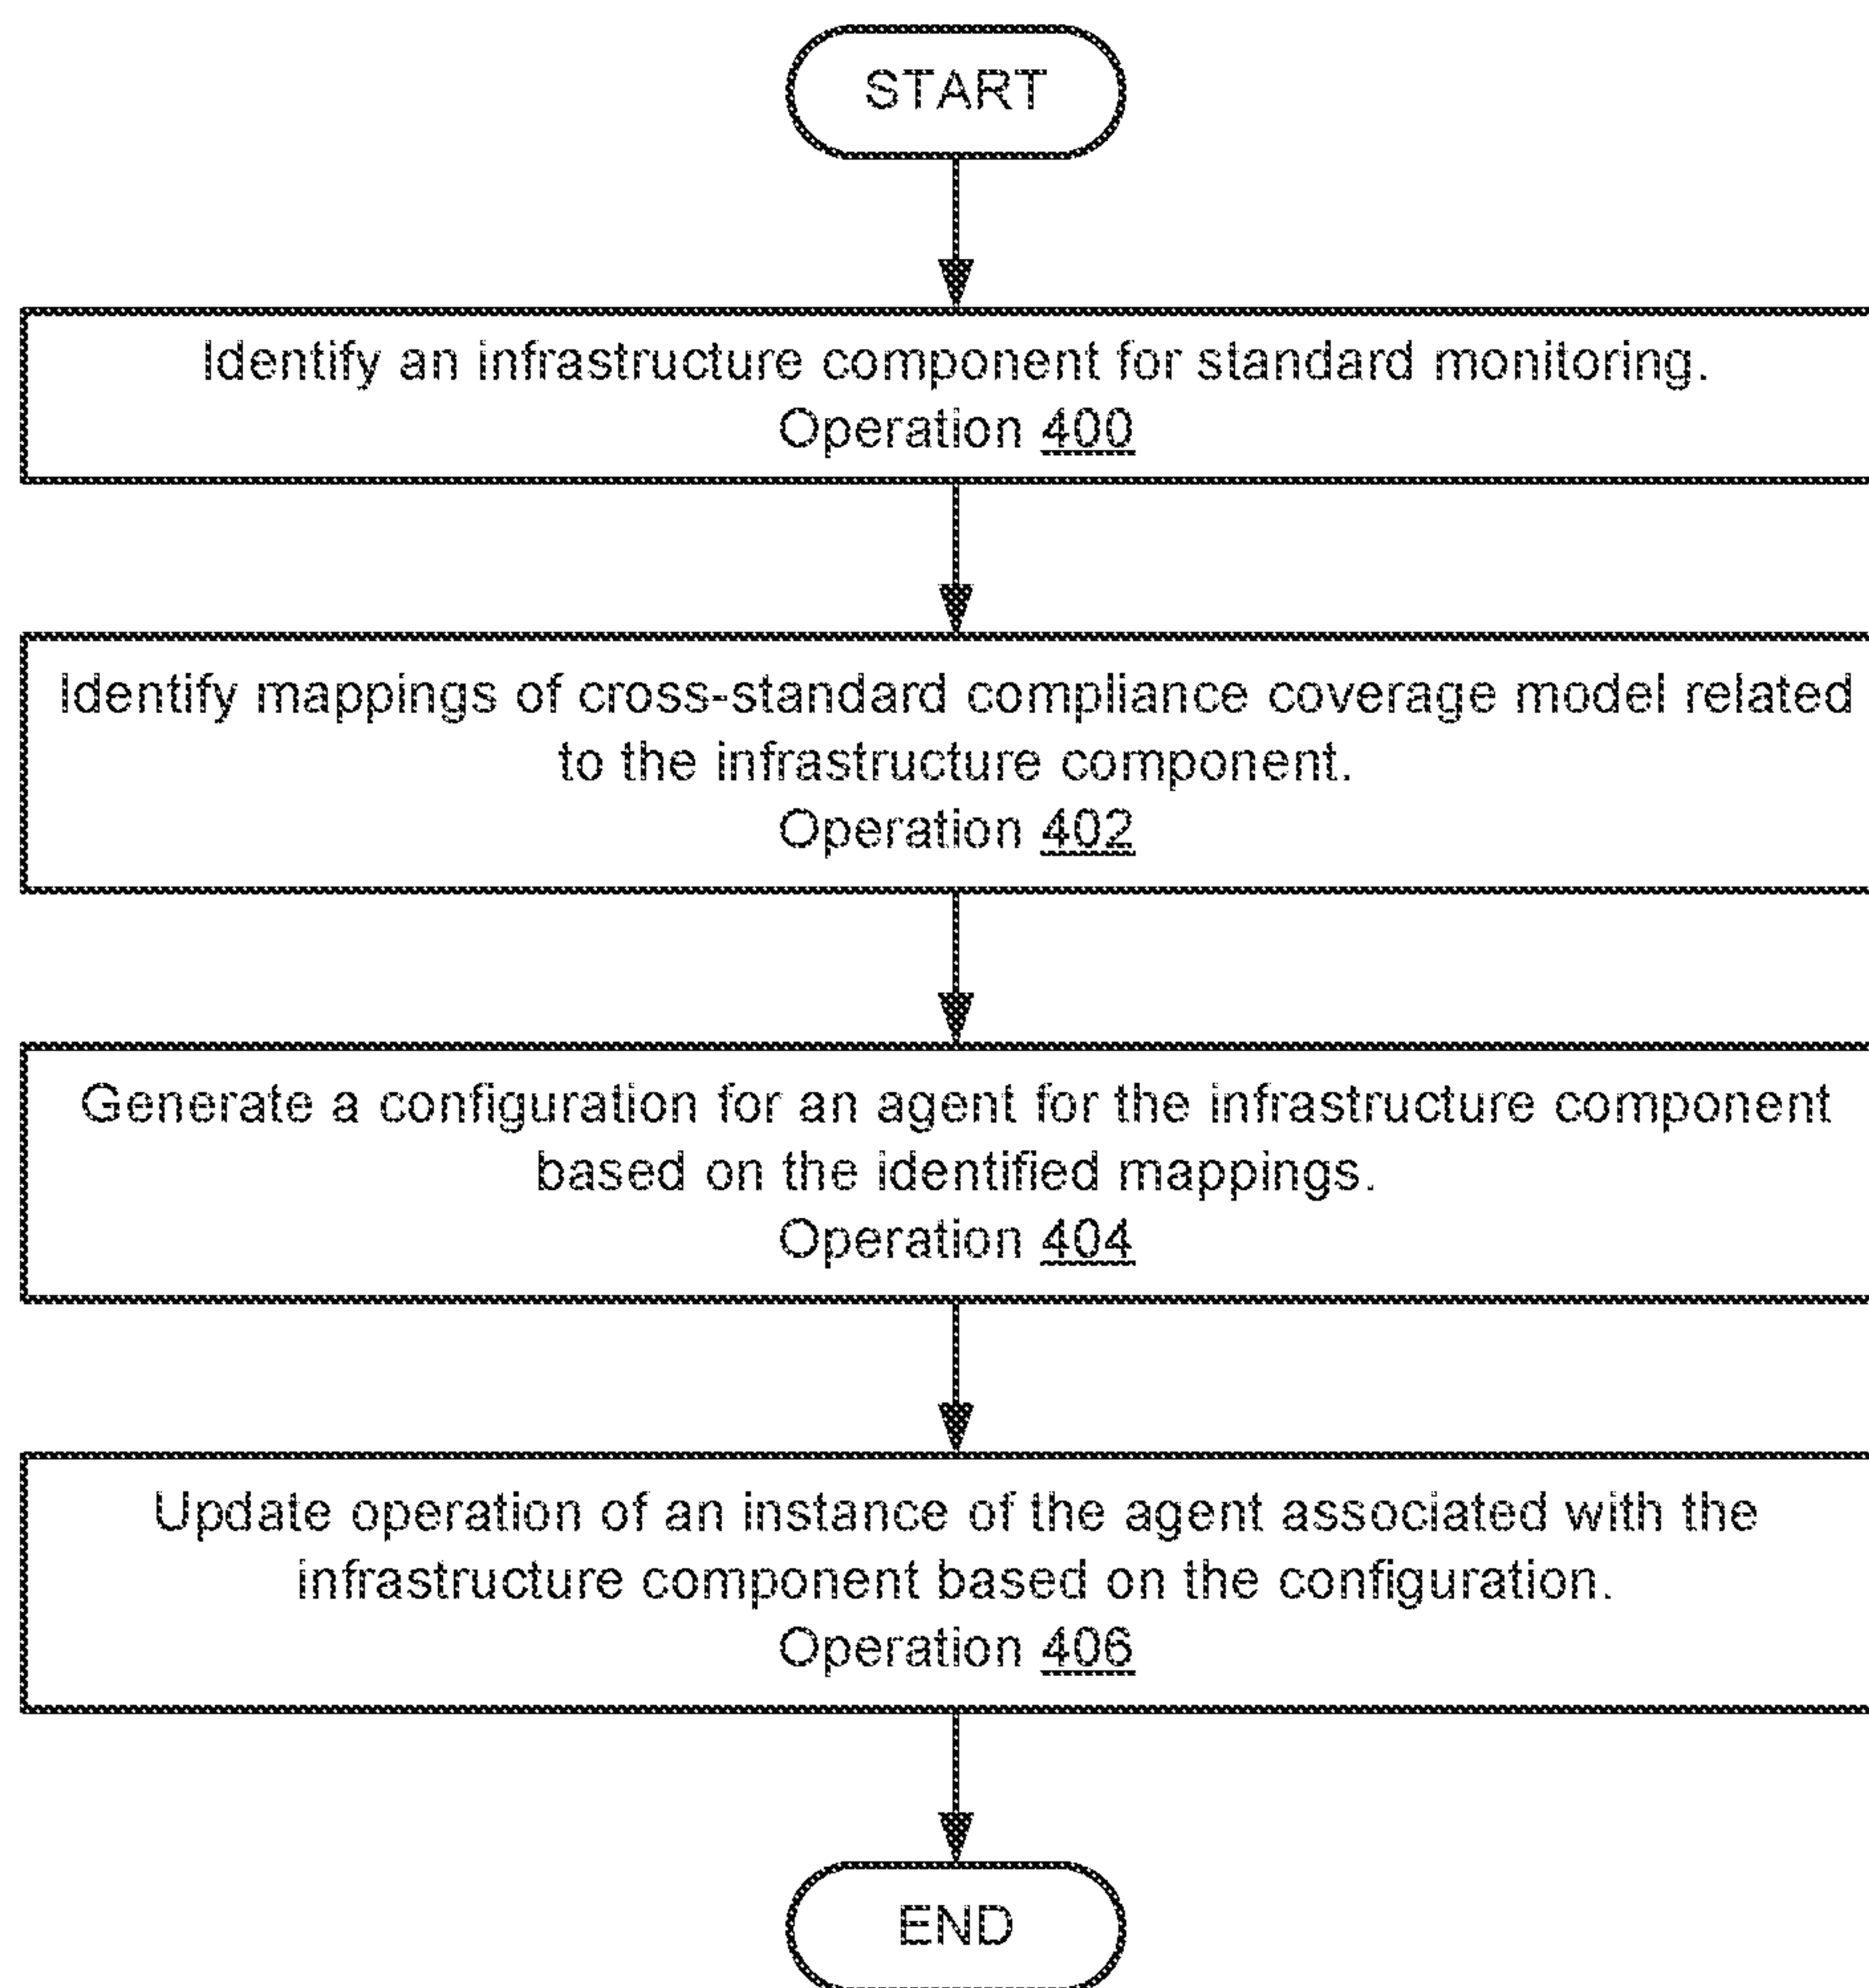 START
Identify an infrastructure component for standard monitoring.
Operation 400
Identify mappings of cross-standard compliance coverage model related
to the infrastructure component.
Operation 402
Generate a configuration for an agent for the infrastructure component
based on the identified mappings.
Operation 404
Update operation of an instance of the agent associated with the
infrastructure component based on the configuration.
Operation 406
END